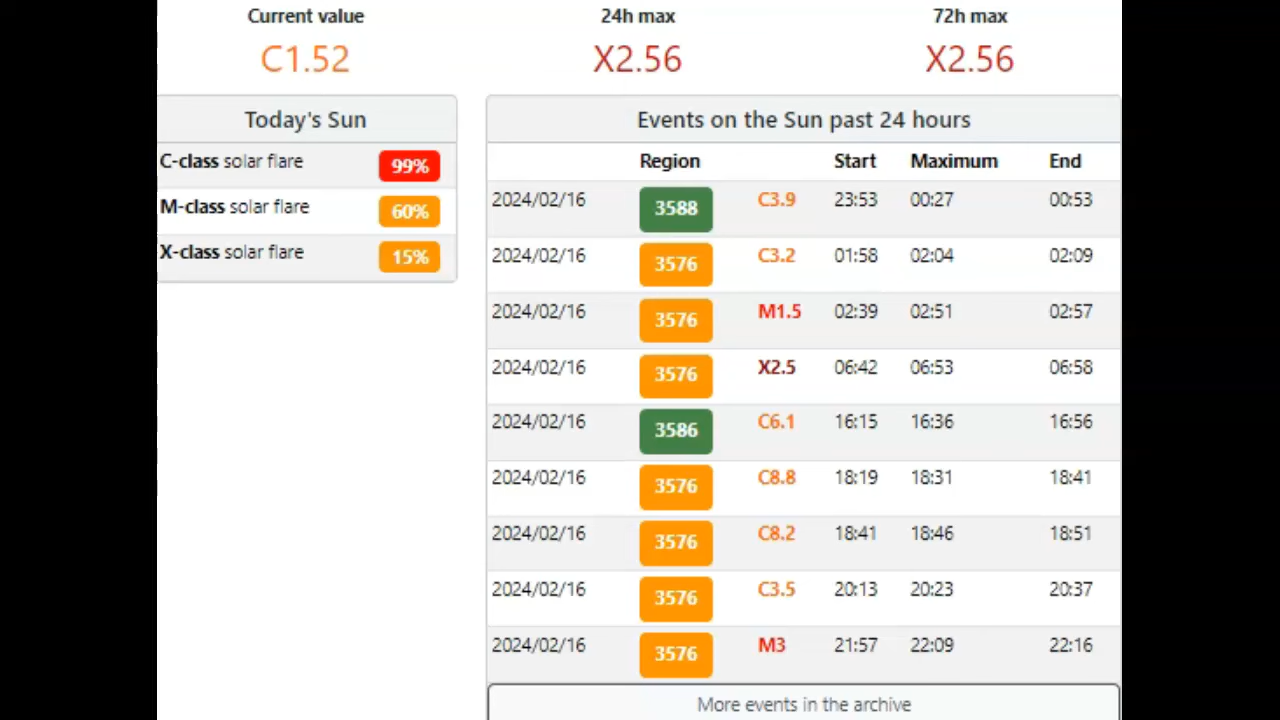 Current value 24h max 72h max
C1.52 X2.56 X2.56
Today's Sun
C-class solar flare 99%
M-class solar flare 60%
X-class solar flare 15%
Events on the Sun past 24 hours
Region Start Maximum End
2024/02/16 3588 C3.9 23:53 00:27 00:53
2024/02/16 3576 C3.2 01:58 02:04 02:09
2024/02/16 3576 M1.5 02:39 02:51 02:57
2024/02/16 3576 X2.5 06:42 06:53 06:58
2024/02/16 3586 C6.1 16:15 16:36 16:56
2024/02/16 3576 C8.8 18:19 18:31 18:41
2024/02/16 3576 C8.2 18:41 18:46 18:51
2024/02/16 3576 C3.5 20:13 20:23 20:37
2024/02/16 3576 M3 21:57 22:09 22:16
More events in the archive